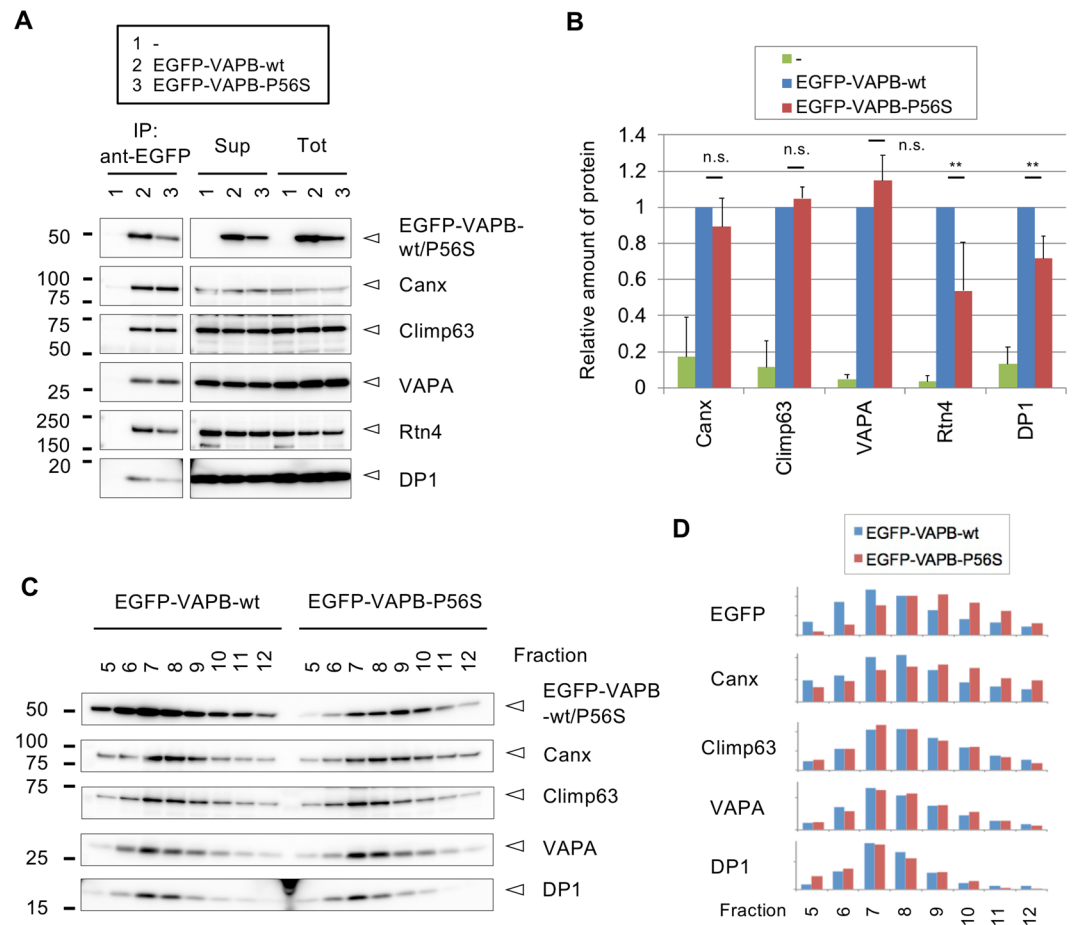 A
1 -
2 EGFP-VAPB-wt
3 EGFP-VAPB-P56S
IP:
ant-EGFP
Sup
Tot
1 2 3 1 2 3 1 2 3
50
EGFP-VAPB-
wt/P56S
100
75
Canx
75
50
Climp63
25
VAPA
250
150
Rtn4
20
DP1
B
-
EGFP-VAPB-wt
EGFP-VAPB-P56S
Relative amount of protein
1.4
1.2
1
0.8
0.6
0.4
0.2
0
n.s.
n.s.
n.s.
**
**
Canx
Climp63
VAPA
Rtn4
DP1
C
EGFP-VAPB-wt
EGFP-VAPB-P56S
5 6 7 8 9 10 11 12 5 6 7 8 9 10 11 12
Fraction
50
EGFP-VAPB
-wt/P56S
100
75
Canx
75
Climp63
25
VAPA
15
DP1
D
EGFP-VAPB-wt
EGFP-VAPB-P56S
EGFP
Canx
Climp63
VAPA
DP1
Fraction
5 6 7 8 9 10 11 12